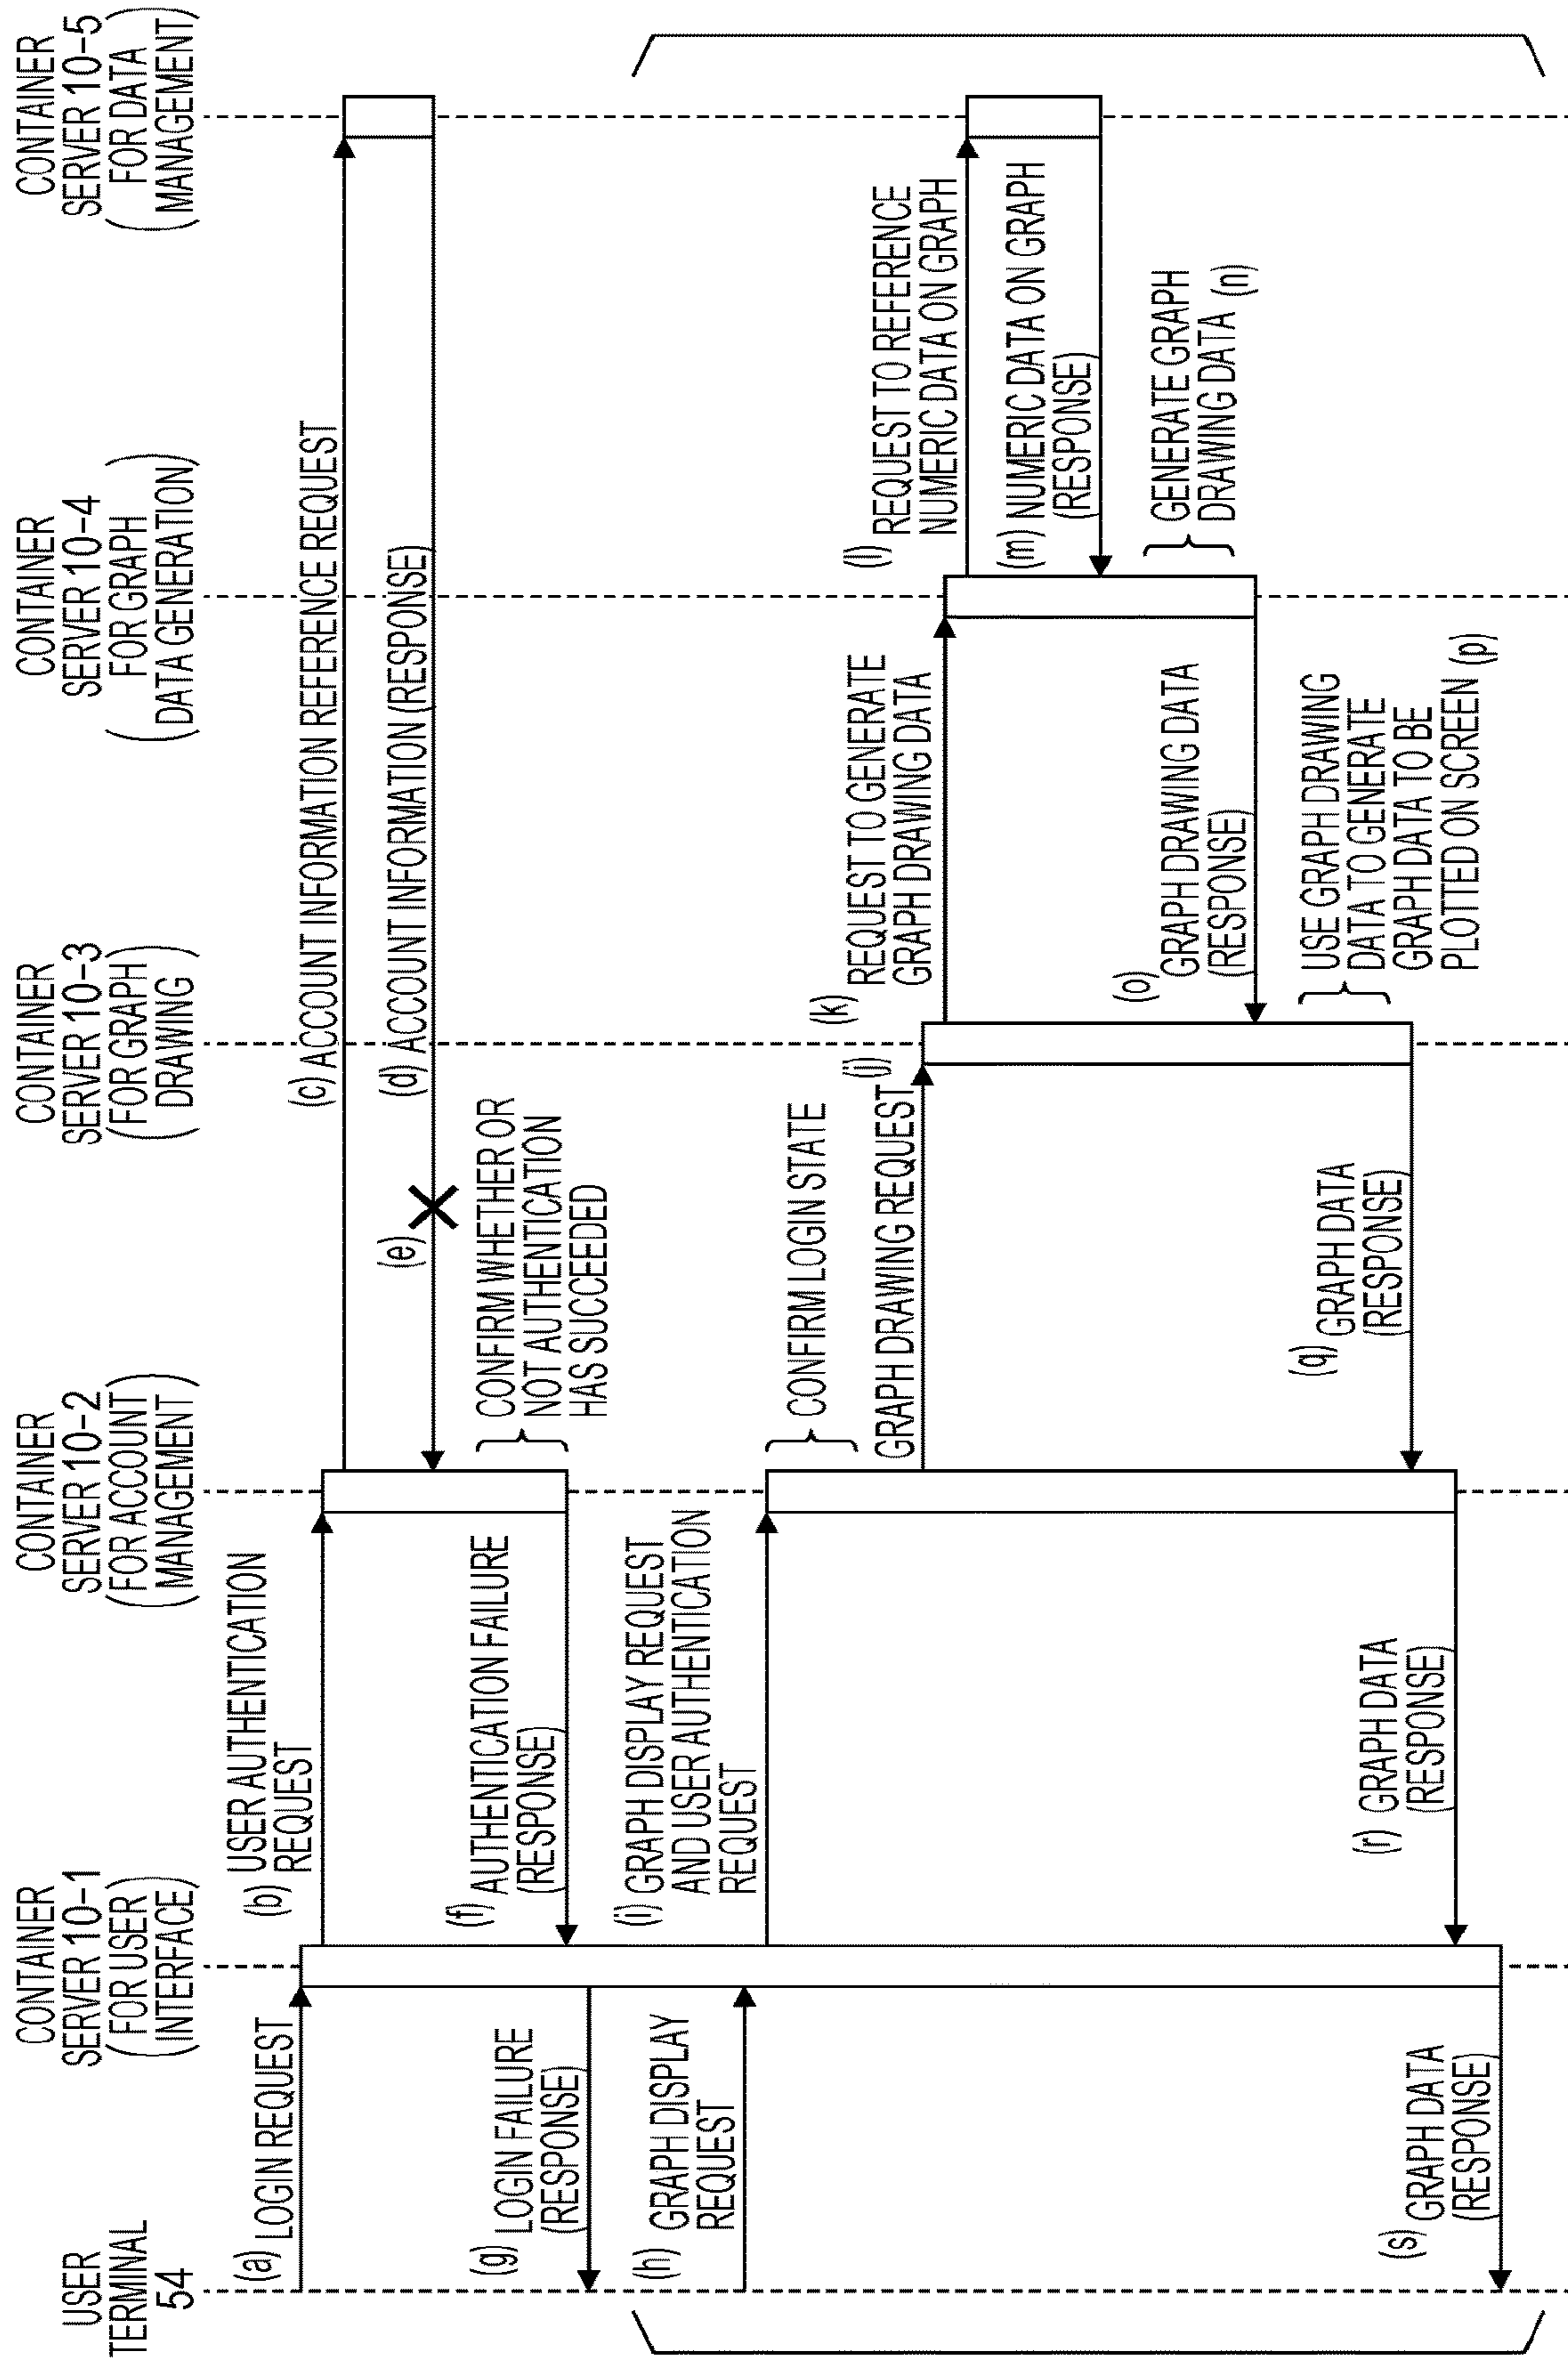 USER
TERMINAL
54
CONTAINER
SERVER 10-1
(FOR USER
INTERFACE)
CONTAINER
SERVER 10-2
(FOR ACCOUNT
MANAGEMENT)
CONTAINER
SERVER 10-3
(FOR GRAPH
DRAWING)
CONTAINER
SERVER 10-4
(FOR GRAPH
DATA GENERATION)
CONTAINER
SERVER 10-5
(FOR DATA
MANAGEMENT)
(a) LOGIN REQUEST
(b) USER AUTHENTICATION
REQUEST
(c) ACCOUNT INFORMATION REFERENCE REQUEST
(d) ACCOUNT INFORMATION (RESPONSE)
(e)
CONFIRM WHETHER OR
NOT AUTHENTICATION
HAS SUCCEEDED
(f) AUTHENTICATION FAILURE
(RESPONSE)
(g) LOGIN FAILURE
(RESPONSE)
(h) GRAPH DISPLAY
REQUEST
(i) GRAPH DISPLAY REQUEST
AND USER AUTHENTICATION
REQUEST
CONFIRM LOGIN STATE
GRAPH DRAWING REQUEST (j)
(k) REQUEST TO GENERATE
GRAPH DRAWING DATA
(l) REQUEST TO REFERENCE
NUMERIC DATA ON GRAPH
(m) NUMERIC DATA ON GRAPH
(RESPONSE)
GENERATE GRAPH
DRAWING DATA (n)
(o) GRAPH DRAWING DATA
(RESPONSE)
USE GRAPH DRAWING
DATA TO GENERATE
GRAPH DATA TO BE
PLOTTED ON SCREEN (p)
(q) GRAPH DATA
(RESPONSE)
(r) GRAPH DATA
(RESPONSE)
(s) GRAPH DATA
(RESPONSE)